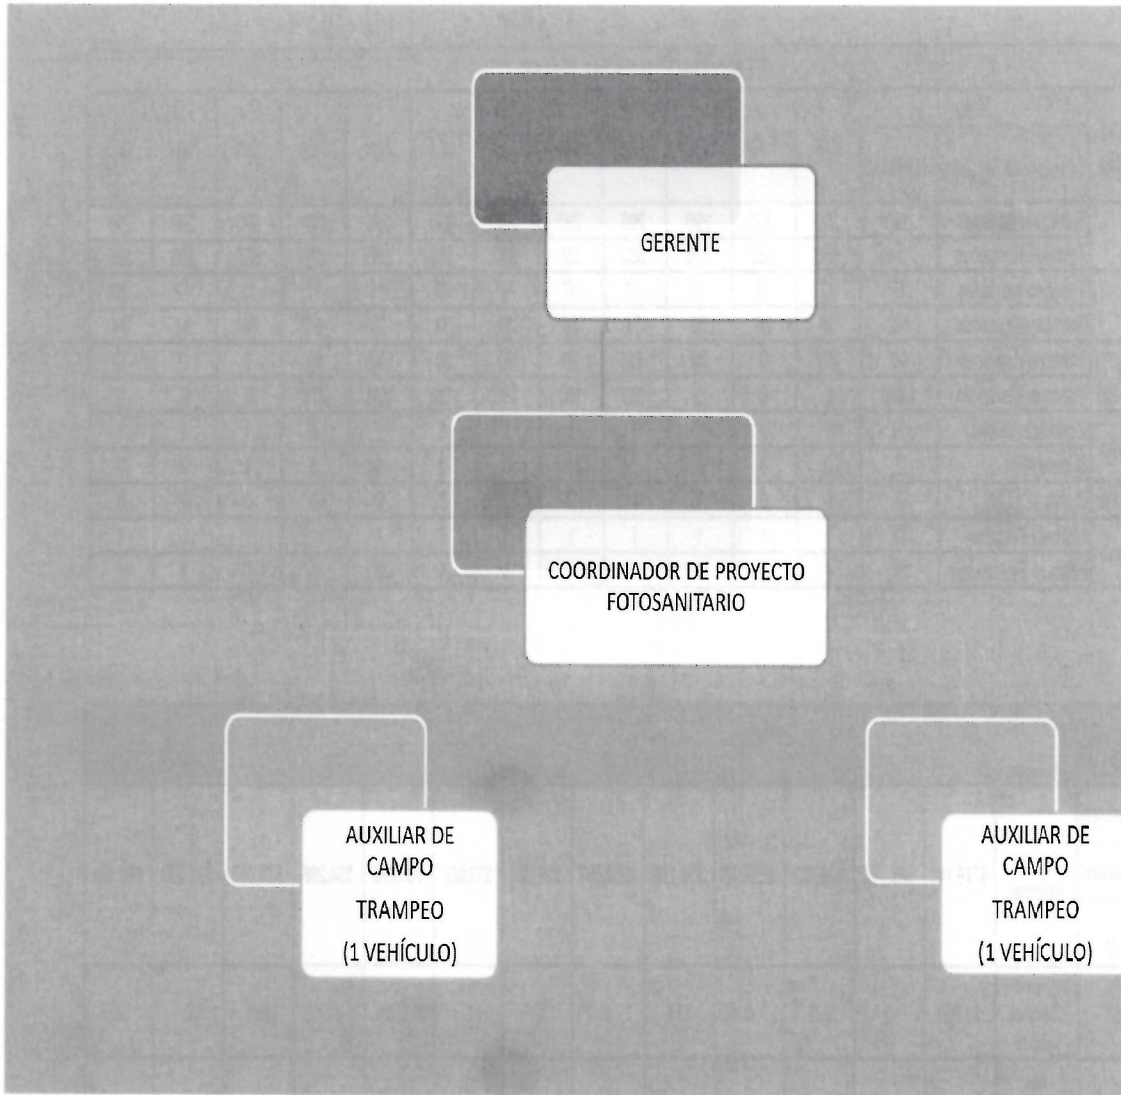 GERENTE
COORDINADOR DE PROYECTO
FOTOSANITARIO
AUXILIAR DE
CAMPO
TRAMPEO
(1 VEHÍCULO)
AUXILIAR DE
CAMPO
TRAMPEO
(1 VEHÍCULO)